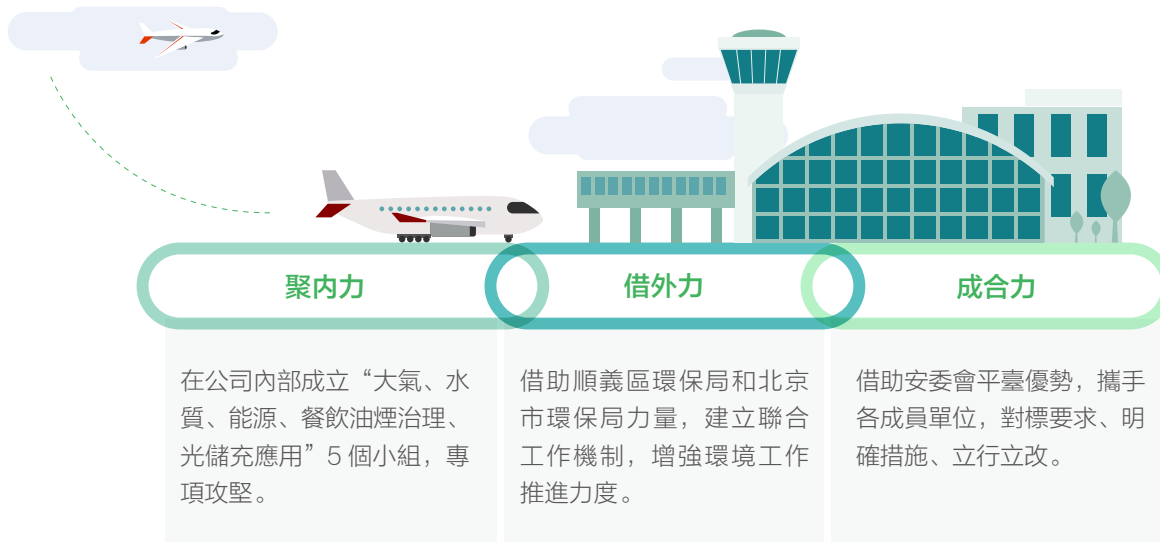 聚内力
借外力
成合力
在公司內部成立“大氣、水
質、能源、餐飲油煙治理、
光儲充應用”5 個小組，專
項攻堅。
借助順義區環保局和北京
市環保局力量，建立聯合
工作機制，增強環境工作
推進力度。
借助安委會平臺優勢，攜手
各成員單位，對標要求、明
確措施、立行立改。